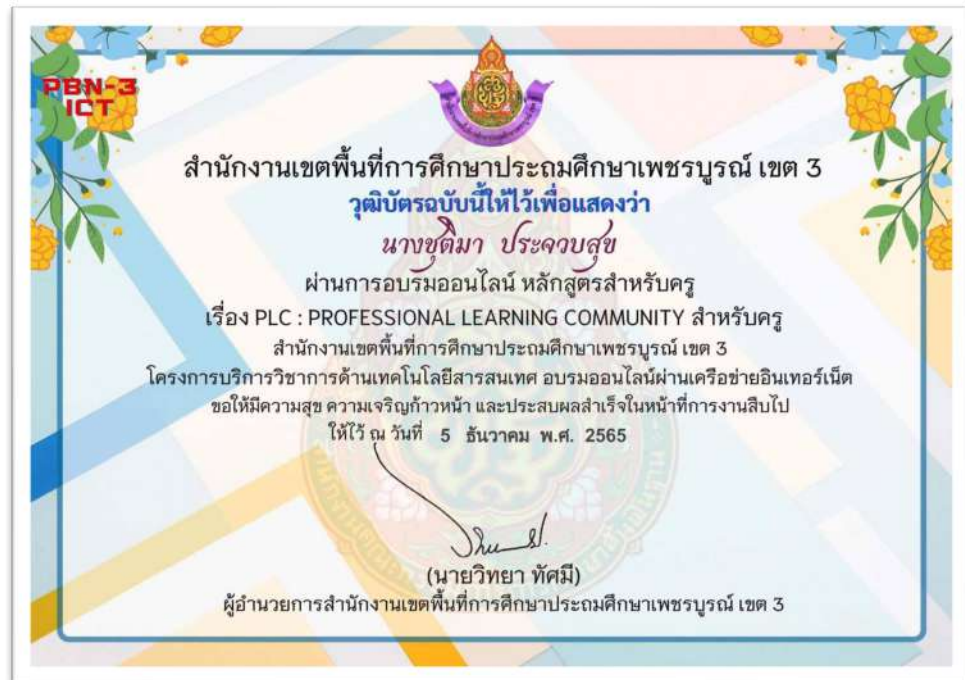 PBN-3
ICT
สำนักงานเขตพื้นที่การศึกษาประถมศึกษาเพชรบูรณ์ เขต 3
วุฒิบัตรฉบับนี้ให้ไว้เพื่อแสดงว่า
นางชุติมา ประจวบสุข
ผ่านการอบรมออนไลน์ หลักสูตรสำหรับครู
เรื่อง PLC : PROFESSIONAL LEARNING COMMUNITY สำหรับครู
สำนักงานเขตพื้นที่การศึกษาประถมศึกษาเพชรบูรณ์ เขต 3
โครงการบริการวิชาการด้านเทคโนโลยีสารสนเทศ อบรมออนไลน์ผ่านเครือข่ายอินเทอร์เน็ต
ขอให้มีความสุข ความเจริญก้าวหน้า และประสบผลสำเร็จในหน้าที่การงานสืบไป
ให้ไว้ ณ วันที่ 5 ธันวาคม พ.ศ. 2565
(นายวิทยา ทัศมี)
ผู้อำนวยการสำนักงานเขตพื้นที่การศึกษาประถมศึกษาเพชรบูรณ์ เขต 3